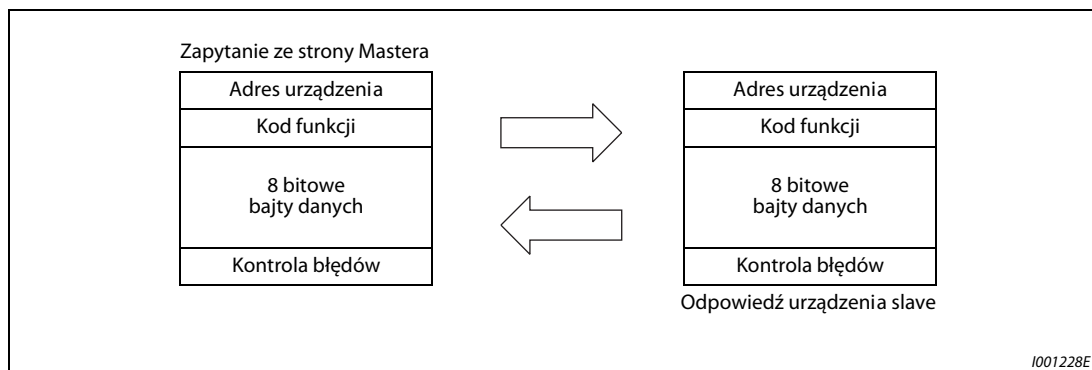 Zapytanie ze strony Mastera
Adres urządzenia
Kod funkcji
8 bitowe
bajty danych
Kontrola błędów
Adres urządzenia
Kod funkcji
8 bitowe
bajty danych
Kontrola błędów
Odpowiedź urządzenia slave
I001228E